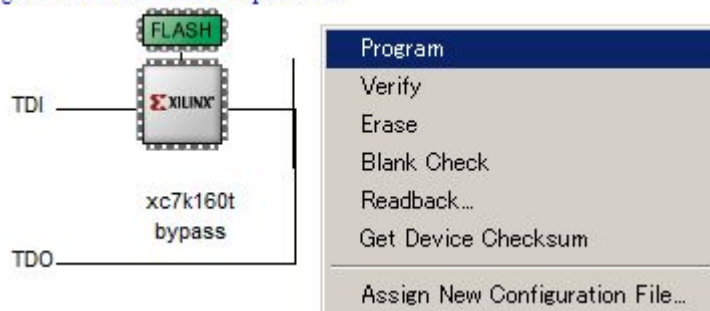 FLASH
TDI
XILINX
xc7k160t
bypass
TDO
Program
Verify
Erase
Blank Check
Readback...
Get Device Checksum
Assign New Configuration File...